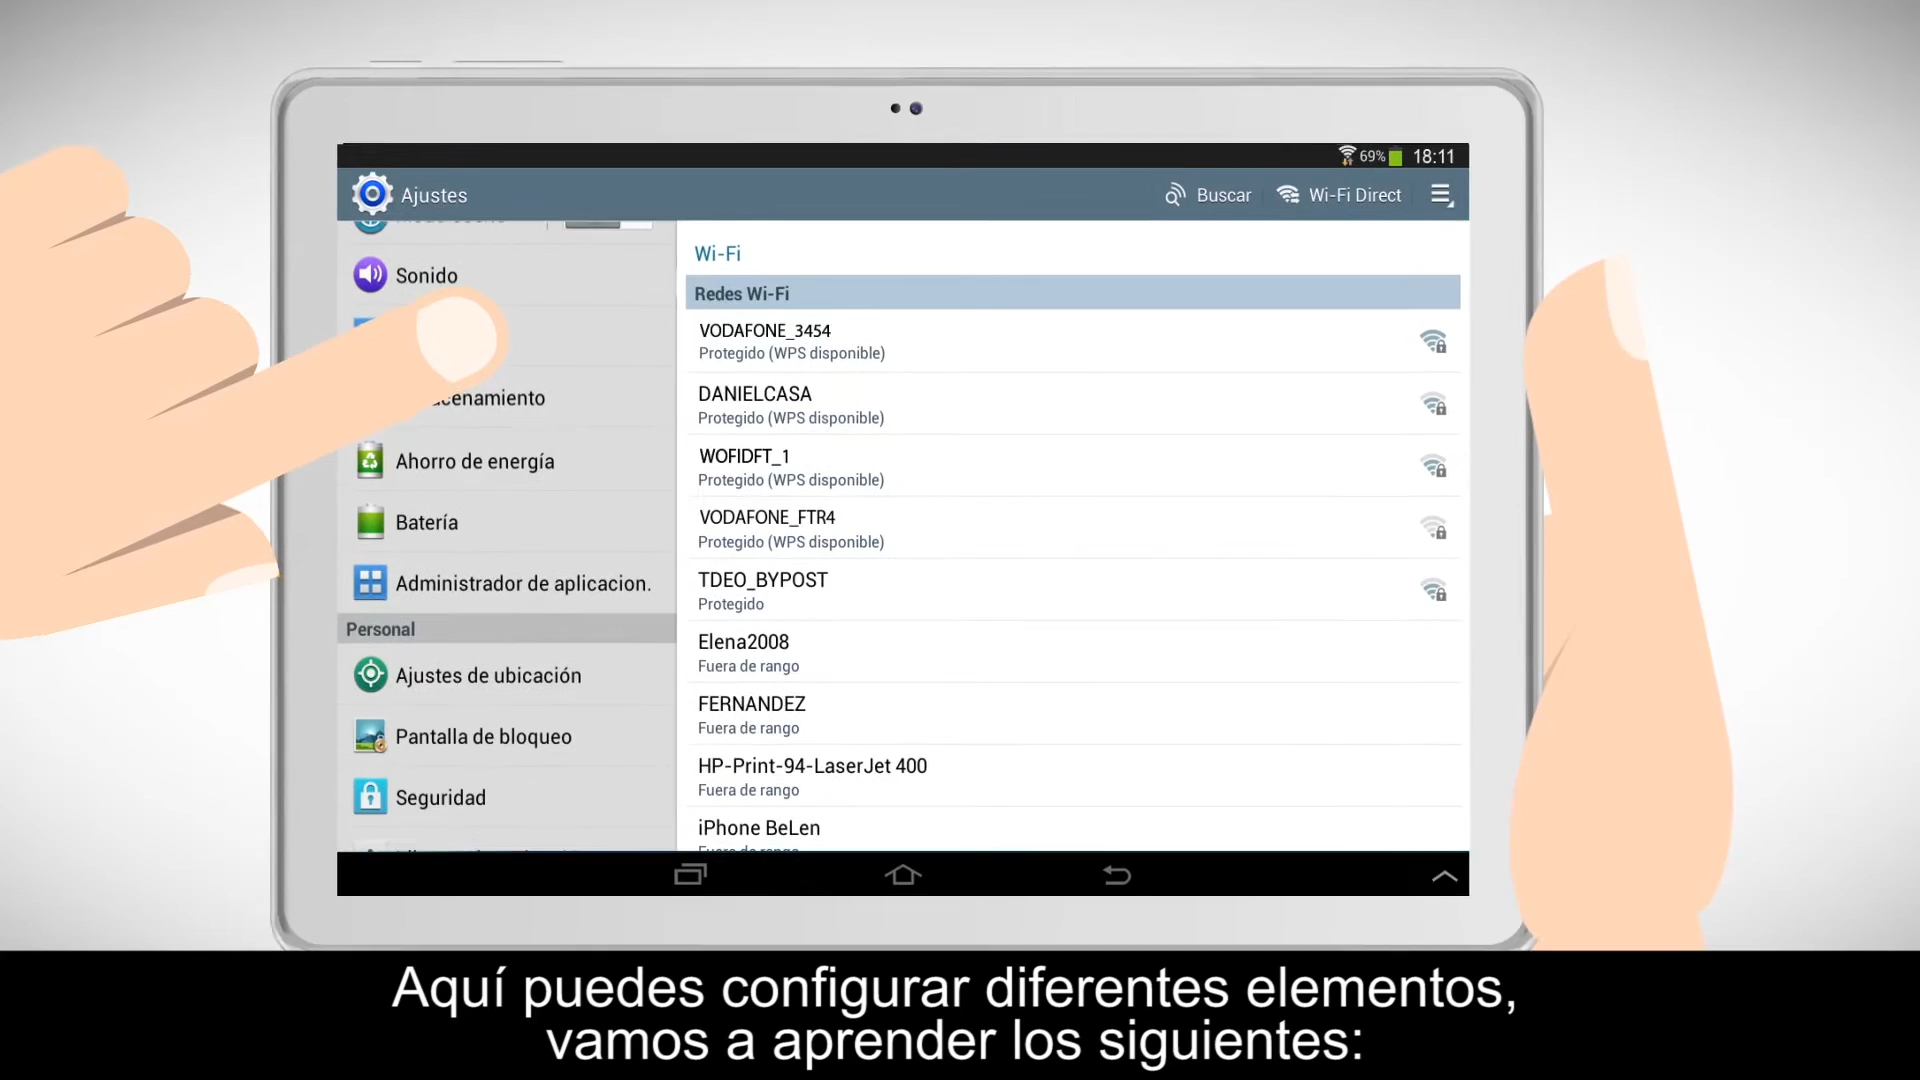 69% 18:11
Ajustes Buscar Wi-Fi Direct
Sonido
Ahorro de energía
Batería
Administrador de aplicacion.
Personal
Ajustes de ubicación
Pantalla de bloqueo
Seguridad
Wi-Fi
Redes Wi-Fi
VODAFONE_3454
Protegido (WPS disponible)
DANIELCASA
Protegido (WPS disponible)
WOFIDFT_1
Protegido (WPS disponible)
VODAFONE_FTR4
Protegido (WPS disponible)
TDEO_BYPOST
Protegido
Elena2008
Fuera de rango
FERNANDEZ
Fuera de rango
HP-Print-94-LaserJet 400
Fuera de rango
iPhone BeLen
Aquí puedes configurar diferentes elementos,
vamos a aprender los siguientes: